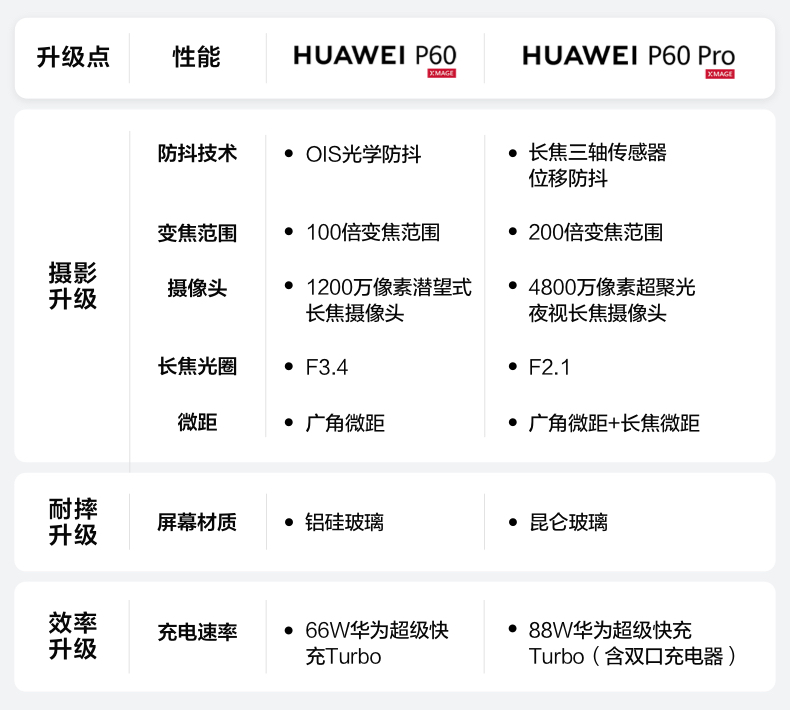 升级点 性能 HUAWEI P60 HUAWEI P60 Pro
XMAGE XMAGE
摄影
升级
防抖技术 • OIS光学防抖 • 长焦三轴传感器
位移防抖
变焦范围 • 100倍变焦范围 • 200倍变焦范围
摄像头 • 1200万像素潜望式 • 4800万像素超聚光
长焦摄像头 夜视长焦摄像头
长焦光圈 • F3.4 • F2.1
微距 • 广角微距 • 广角微距+长焦微距
耐摔
升级
屏幕材质 • 铝硅玻璃 • 昆仑玻璃
效率
升级
充电速率 • 66W华为超级快 • 88W华为超级快充
充Turbo Turbo（含双口充电器）